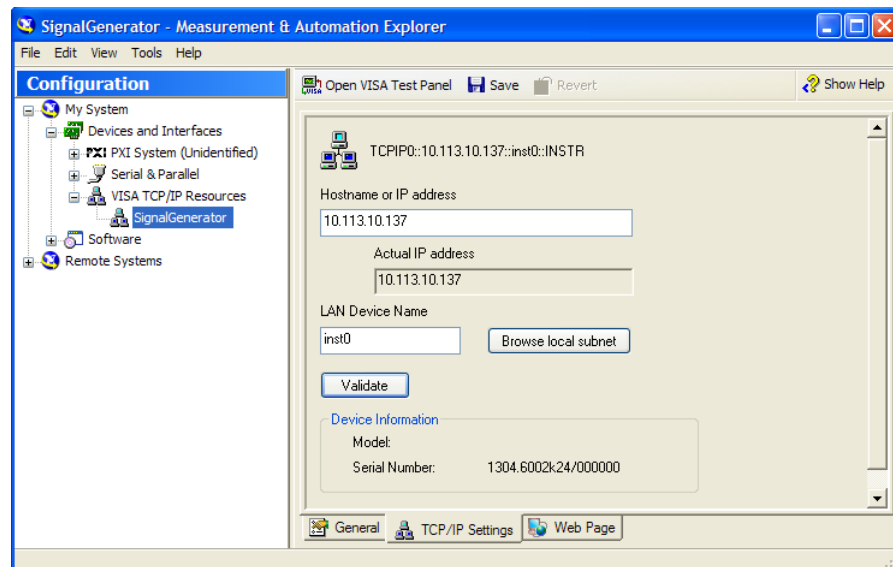 SignalGenerator - Measurement & Automation Explorer
File Edit View Tools Help
Configuration
My System
Devices and Interfaces
PXI PXI System (Unidentified)
Serial & Parallel
VISA TCP/IP Resources
SignalGenerator
Software
Remote Systems
VISA Open VISA Test Panel Save Revert Show Help
TCPIP0::10.113.10.137::inst0::INSTR
Hostname or IP address
10.113.10.137
Actual IP address
10.113.10.137
LAN Device Name
inst0 Browse local subnet
Validate
Device Information
Model:
Serial Number: 1304.6002k24/000000
General TCP/IP Settings Web Page